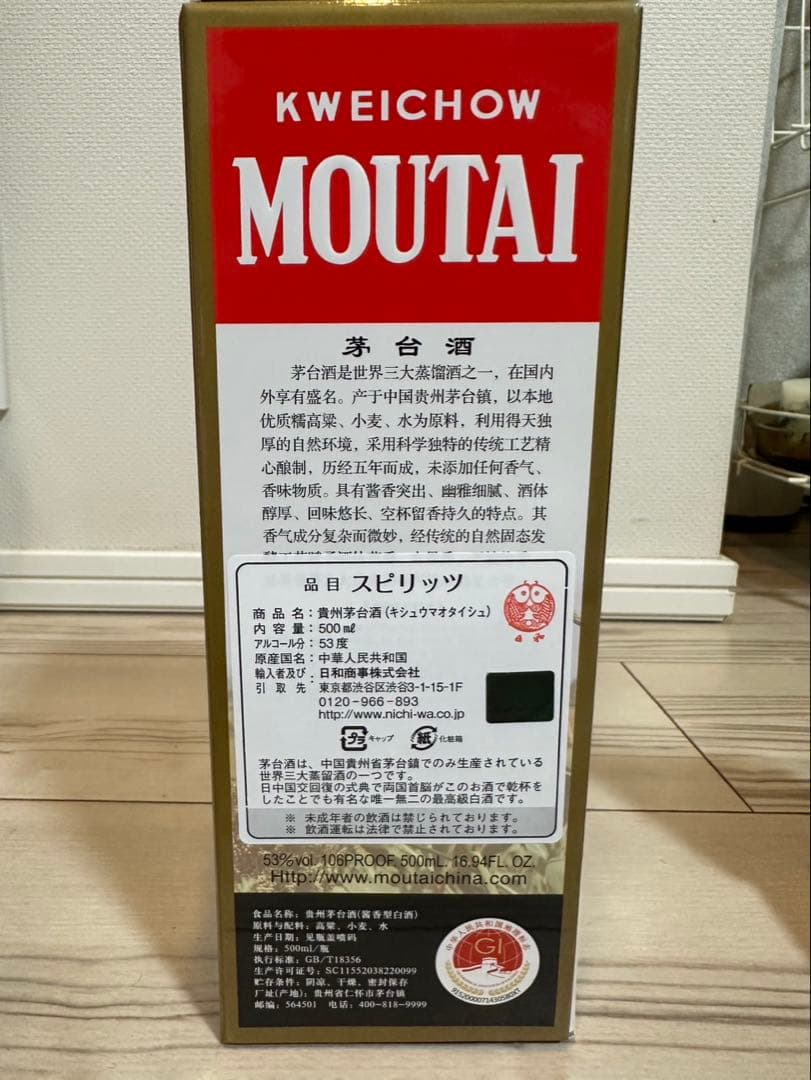 KWEICHOW
MOUTAI
茅台酒
茅台酒是世界三大蒸馏酒之一，在国内
外享有盛名。产于中国贵州茅台镇，以本地
优质糯高粱、小麦、水为原料，利用得天独
厚的自然环境，采用科学独特的传统工艺精
心酿制，历经五年而成，未添加任何香气、
香味物质。具有酱香突出、幽雅细腻、酒体
醇厚、回味悠长、空杯留香持久的特点。其
香气成分复杂而微妙，经传统的自然固态发
品目 スピリッツ
商品名：貴州茅台酒（キシュウマオタイシュ）
内容量：500㎖
アルコール分：53度
原産国名：中華人民共和国
輸入者及び引取先：日和商事株式会社
東京都渋谷区渋谷3-1-15-1F
0120-966-893
http://www.nichi-wa.co.jp
日和
プラ キャップ 紙 化粧箱
茅台酒は、中国貴州省茅台鎮でのみ生産されている
世界三大蒸留酒の一つです。
日中国交回復の式典で両国首脳がこのお酒で乾杯を
したことでも有名な唯一無二の最高級白酒です。
※ 未成年者の飲酒は禁じられております。
※ 飲酒運転は法律で禁止されております。
53%vol. 106PROOF. 500mL. 16.94FL. OZ.
Http://www.moutaichina.com
食品名称：贵州茅台酒(酱香型白酒)
原料与配料：高粱、小麦、水
生产日期：见瓶盖喷码
规格：500ml/瓶
执行标准：GB/T18356
生产许可证号：SC11552038220099
贮存条件：阴凉、干燥、密封保存
厂址(产地)：贵州省仁怀市茅台镇
邮编：564501 电话：400-818-9999
中华人民共和国地理标志
GI
9152000071430580XT